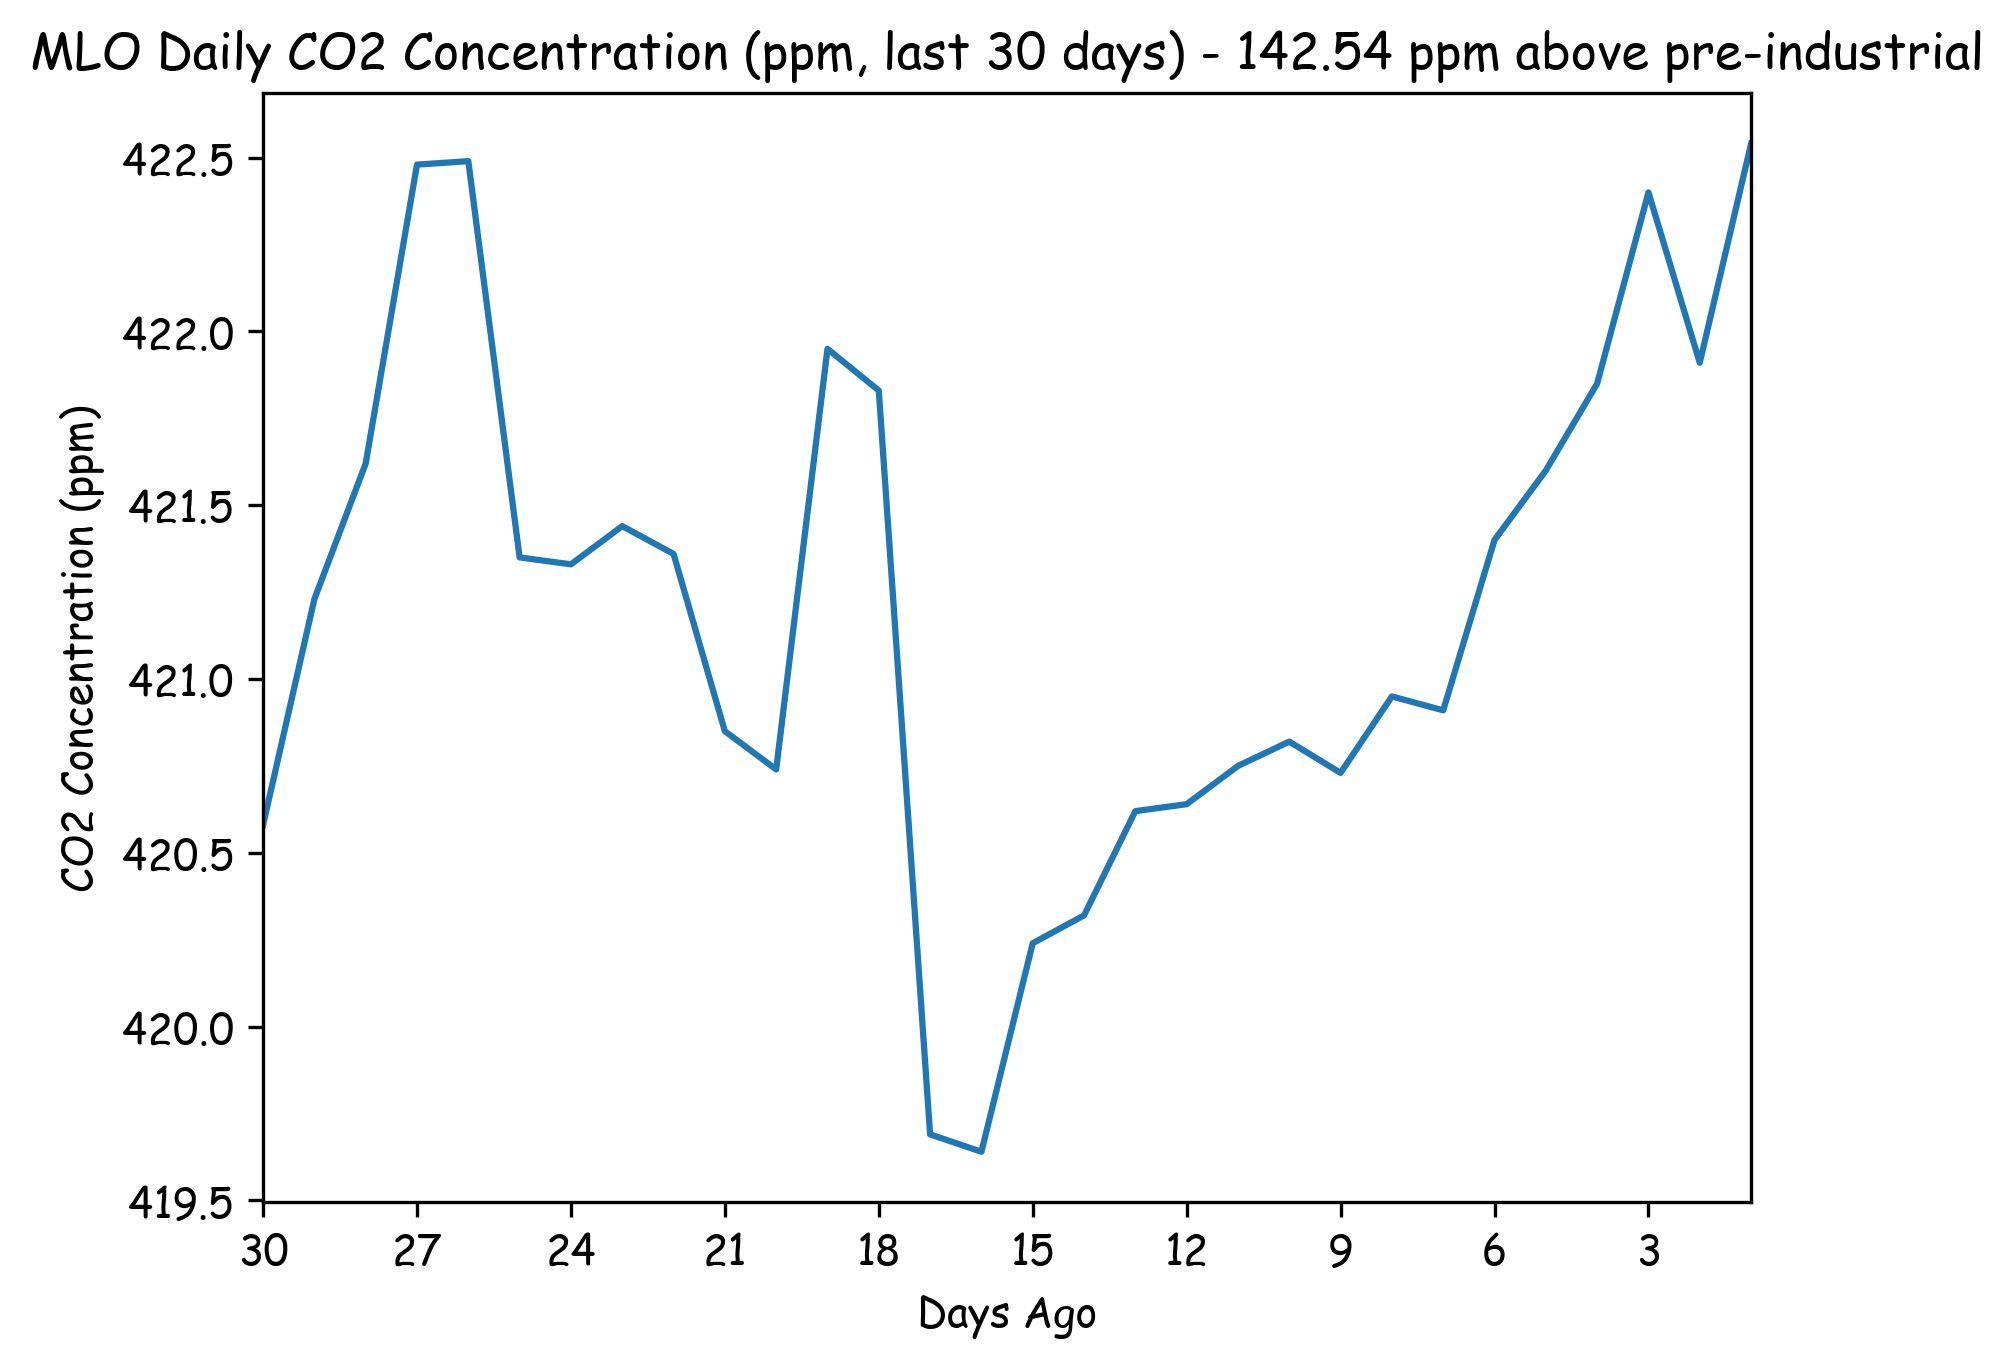 MLO Daily CO2 Concentration (ppm, last 30 days) - 142.54 ppm above pre-industrial
CO2 Concentration (ppm)
422.5
422.0
421.5
421.0
420.5
420.0
419.5
30 27 24 21 18 15 12 9 6 3
Days Ago